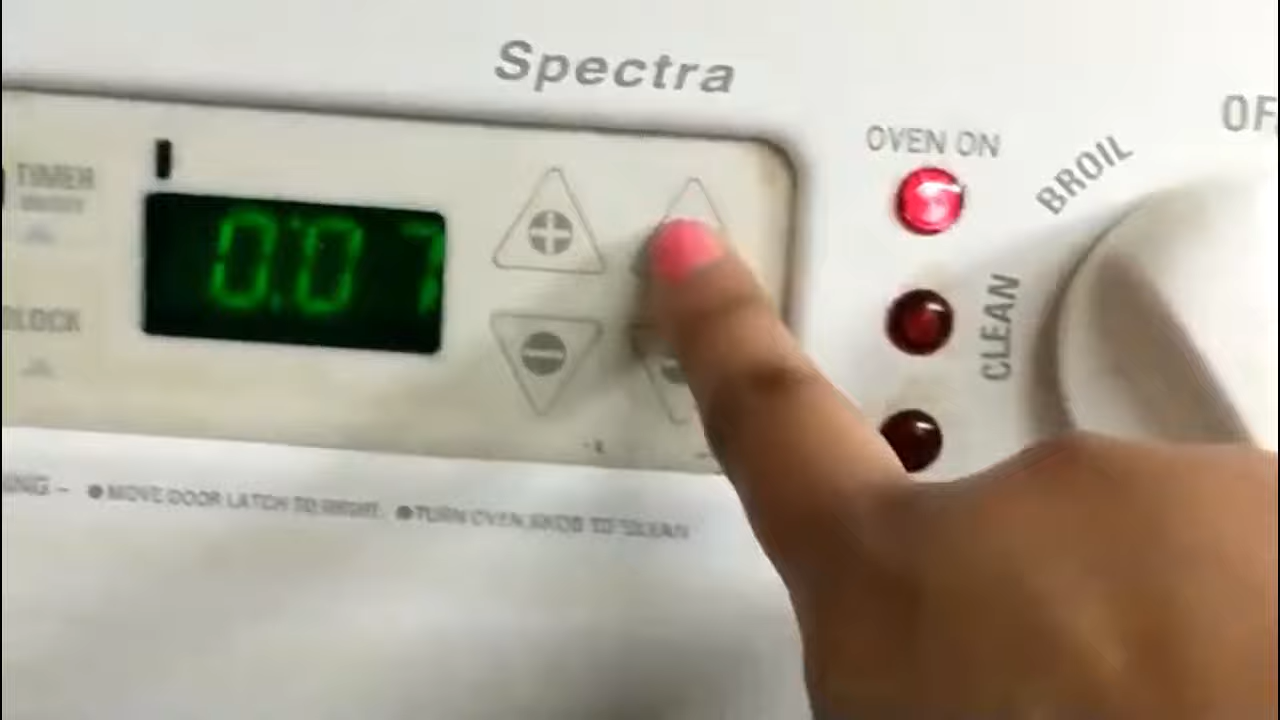 Spectra
OF
OVEN ON
BROIL
TIMER
0:07
CLEAN
CLOCK
• MOVE DOOR LATCH TO RIGHT. • TURN OVEN KNOB TO CLEAN